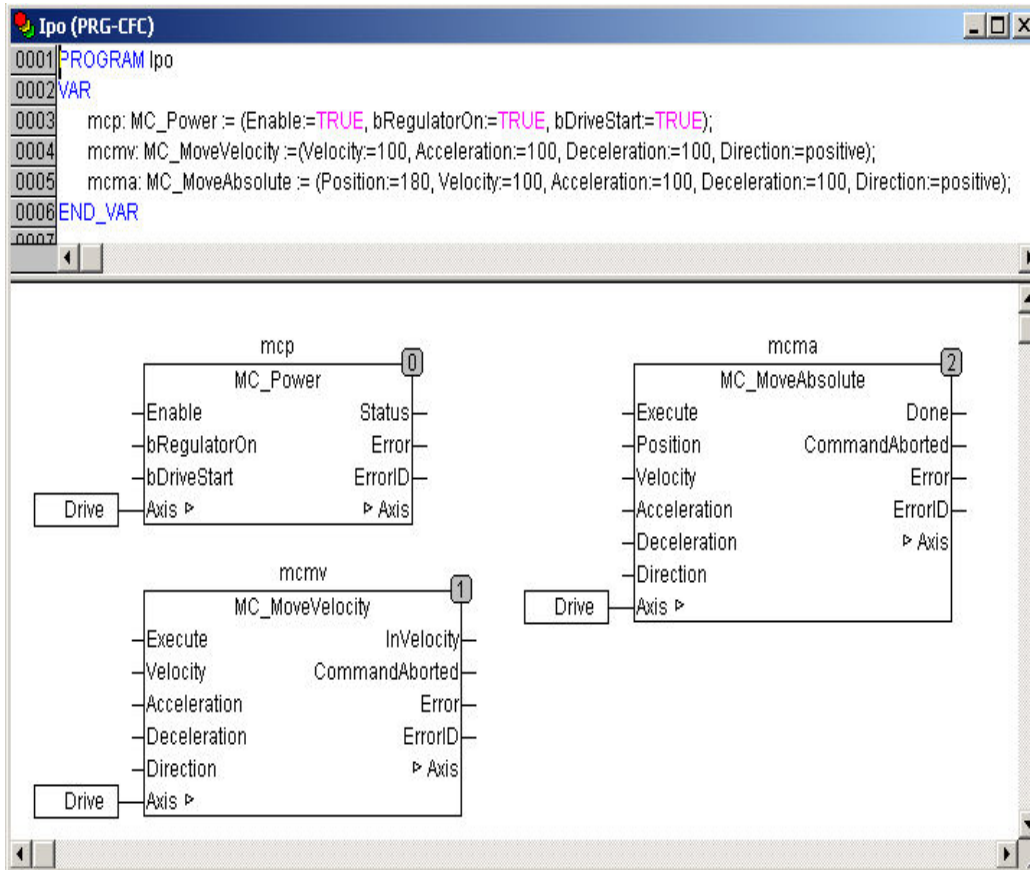 Ipo (PRG-CFC)
0001 PROGRAM Ipo
0002 VAR
0003 mcp: MC_Power := (Enable:=TRUE, bRegulatorOn:=TRUE, bDriveStart:=TRUE);
0004 mcmv: MC_MoveVelocity :=(Velocity:=100, Acceleration:=100, Deceleration:=100, Direction:=positive);
0005 mcma: MC_MoveAbsolute := (Position:=180, Velocity:=100, Acceleration:=100, Deceleration:=100, Direction:=positive);
0006 END_VAR
0007
mcp
0
MC_Power
Enable Status
bRegulatorOn Error
bDriveStart ErrorID
Drive Axis Axis
mcmv
1
MC_MoveVelocity
Execute InVelocity
Velocity CommandAborted
Acceleration Error
Deceleration ErrorID
Direction Axis
Drive Axis
mcma
2
MC_MoveAbsolute
Execute Done
Position CommandAborted
Velocity Error
Acceleration ErrorID
Deceleration Axis
Direction
Drive Axis